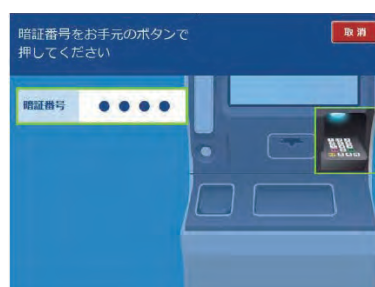 暗証番号をお手元のボタンで
押してください
取消
暗証番号 ●●●●